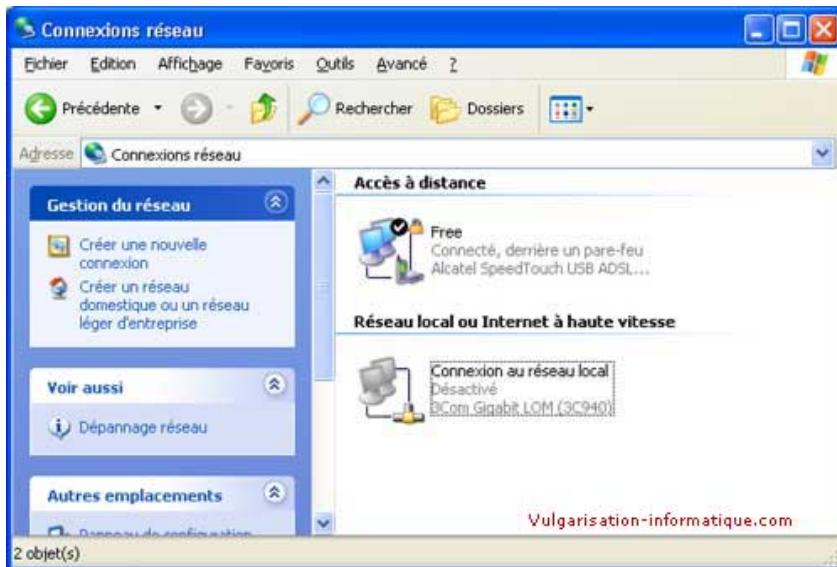 Connexions réseau
Fichier Edition Affichage Favoris Outils Avancé ?
Précédente Rechercher Dossiers
Adresse Connexions réseau
Gestion du réseau
Créer une nouvelle
connexion
Créer un réseau
domestique ou un réseau
léger d'entreprise
Voir aussi
Dépannage réseau
Autres emplacements
Panneau de configuration
Accès à distance
Free
Connecté, derrière un pare-feu
Alcatel SpeedTouch USB ADSL...
Réseau local ou Internet à haute vitesse
Connexion au réseau local
Désactivé
3Com Gigabit LOM (3C940)
Vulgarisation-informatique.com
2 objet(s)